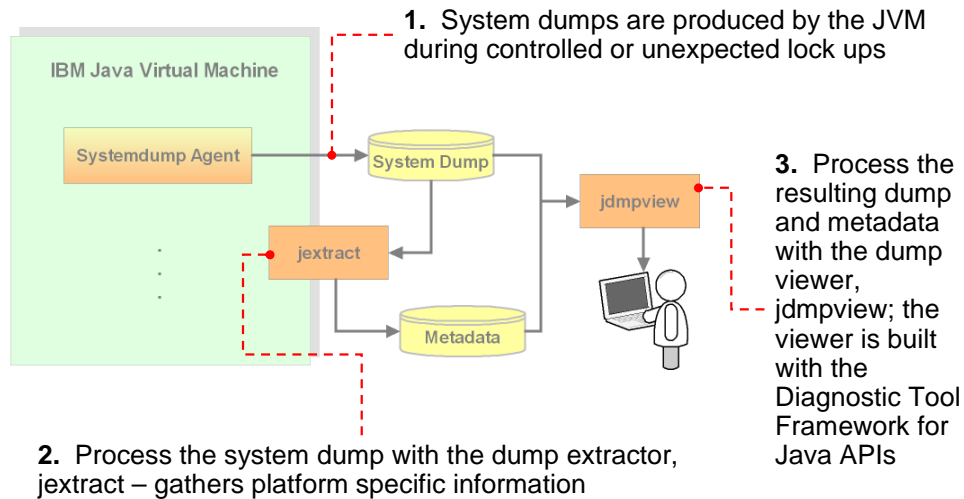 1. System dumps are produced by the JVM
during controlled or unexpected lock ups
IBM Java Virtual Machine
Systemdump Agent
System Dump
jdmpview
jextract
Metadata
3. Process the
resulting dump
and metadata
with the dump
viewer,
jdmpview; the
viewer is built
with the
Diagnostic Tool
Framework for
Java APIs
2. Process the system dump with the dump extractor,
jextract – gathers platform specific information